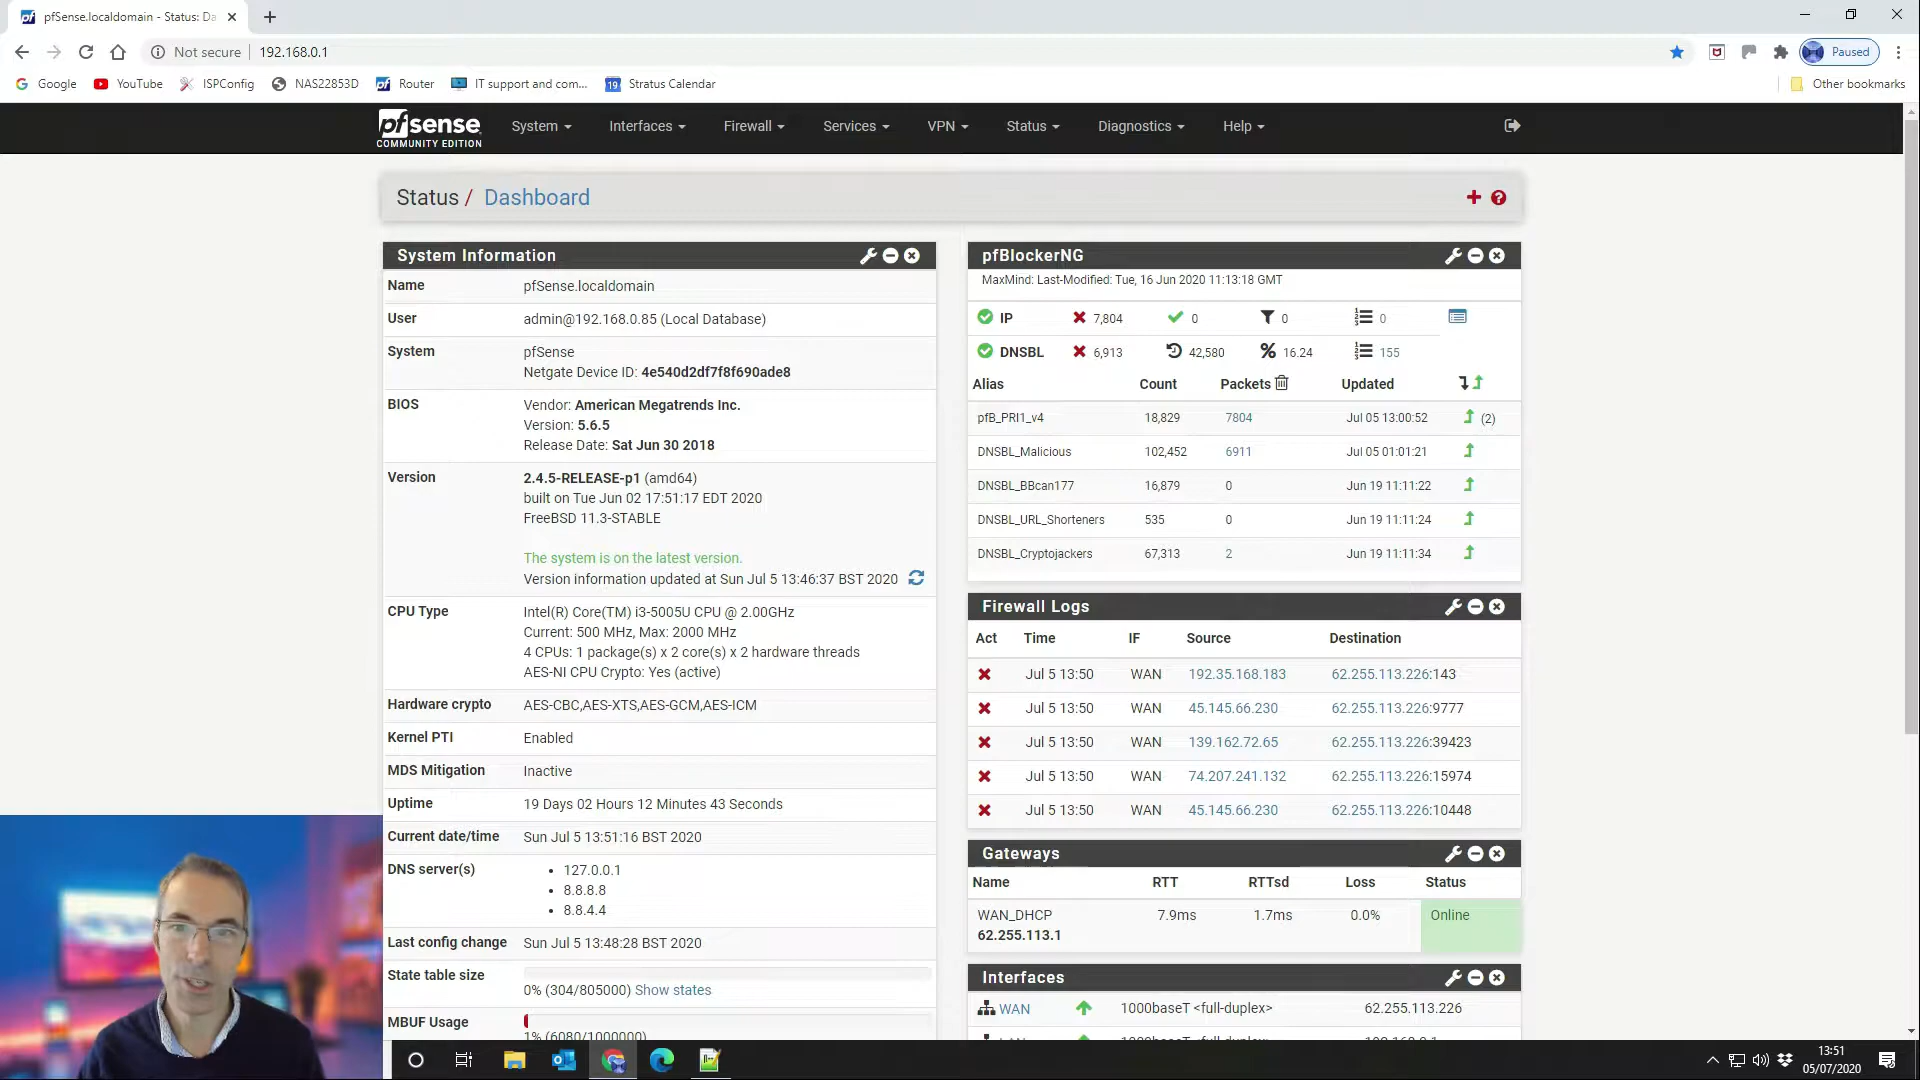 pfSense.localdomain - Status: Da
Not secure 192.168.0.1 Paused
Google YouTube ISPConfig NAS22853D Router IT support and com... Stratus Calendar Other bookmarks
pfsense COMMUNITY EDITION
System Interfaces Firewall Services VPN Status Diagnostics Help
Status / Dashboard
System Information
Name pfSense.localdomain
User admin@192.168.0.85 (Local Database)
System pfSense
Netgate Device ID: 4e540d2df7f8f690ade8
BIOS Vendor: American Megatrends Inc.
Version: 5.6.5
Release Date: Sat Jun 30 2018
Version 2.4.5-RELEASE-p1 (amd64)
built on Tue Jun 02 17:51:17 EDT 2020
FreeBSD 11.3-STABLE
The system is on the latest version.
Version information updated at Sun Jul 5 13:46:37 BST 2020
CPU Type Intel(R) Core(TM) i3-5005U CPU @ 2.00GHz
Current: 500 MHz, Max: 2000 MHz
4 CPUs: 1 package(s) x 2 core(s) x 2 hardware threads
AES-NI CPU Crypto: Yes (active)
Hardware crypto AES-CBC,AES-XTS,AES-GCM,AES-ICM
Kernel PTI Enabled
MDS Mitigation Inactive
Uptime 19 Days 02 Hours 12 Minutes 43 Seconds
Current date/time Sun Jul 5 13:51:16 BST 2020
DNS server(s)
• 127.0.0.1
• 8.8.8.8
• 8.8.4.4
Last config change Sun Jul 5 13:48:28 BST 2020
State table size
0% (304/805000) Show states
MBUF Usage
1% (6080/1000000)
pfBlockerNG
MaxMind: Last-Modified: Tue, 16 Jun 2020 11:13:18 GMT
IP 7,804 0 0 0
DNSBL 6,913 42,580 % 16.24 155
Alias Count Packets Updated
pfB_PRI1_v4 18,829 7804 Jul 05 13:00:52 (2)
DNSBL_Malicious 102,452 6911 Jul 05 01:01:21
DNSBL_BBcan177 16,879 0 Jun 19 11:11:22
DNSBL_URL_Shorteners 535 0 Jun 19 11:11:24
DNSBL_Cryptojackers 67,313 2 Jun 19 11:11:34
Firewall Logs
Act Time IF Source Destination
Jul 5 13:50 WAN 192.35.168.183 62.255.113.226:143
Jul 5 13:50 WAN 45.145.66.230 62.255.113.226:9777
Jul 5 13:50 WAN 139.162.72.65 62.255.113.226:39423
Jul 5 13:50 WAN 74.207.241.132 62.255.113.226:15974
Jul 5 13:50 WAN 45.145.66.230 62.255.113.226:10448
Gateways
Name RTT RTTsd Loss Status
WAN_DHCP 7.9ms 1.7ms 0.0% Online
62.255.113.1
Interfaces
WAN 1000baseT <full-duplex> 62.255.113.226
13:51
05/07/2020